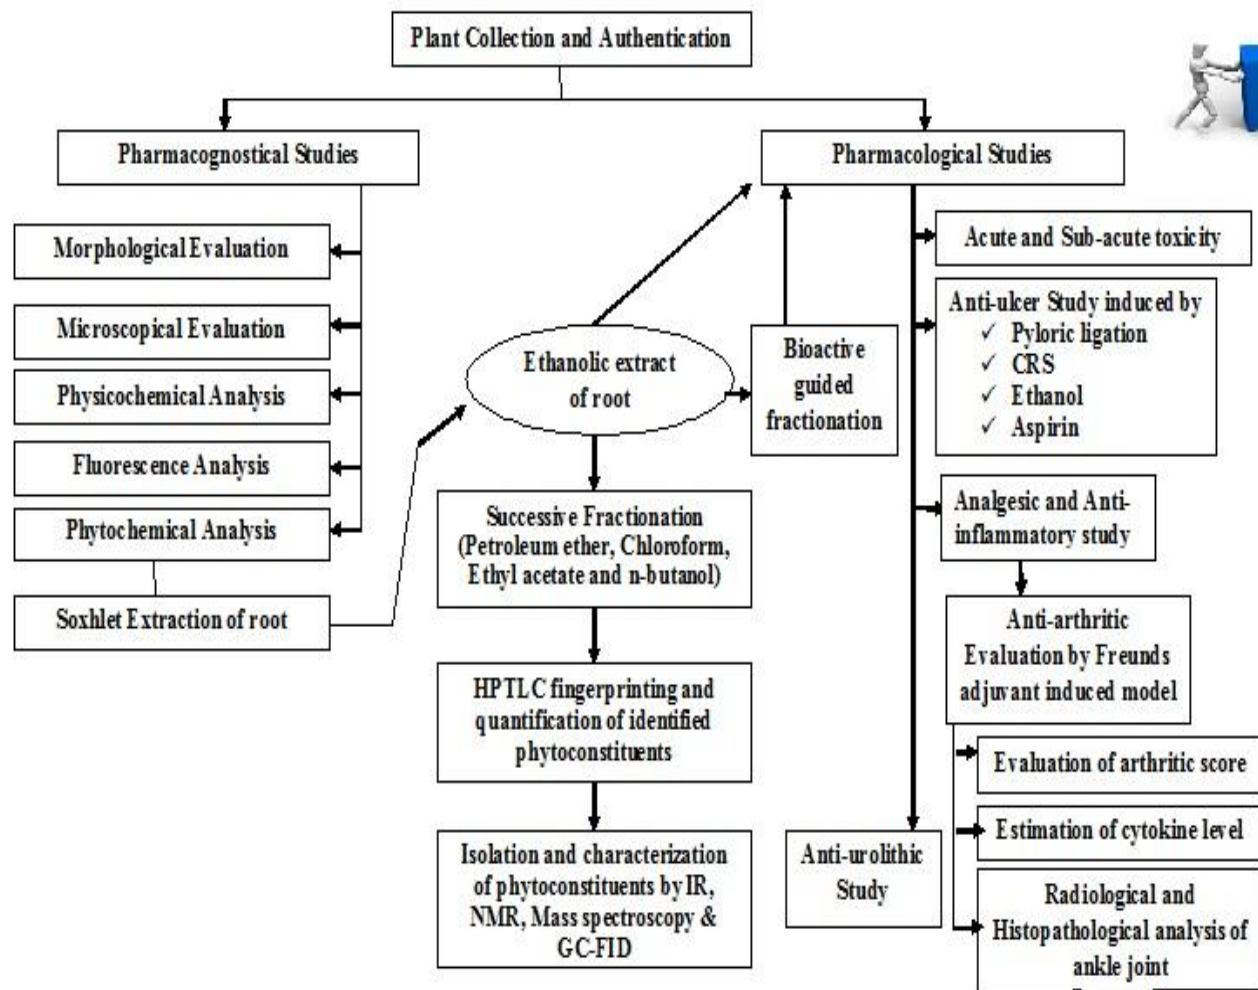 Plant Collection and Authentication
Pharmacognostical Studies
Pharmacological Studies
Morphological Evaluation
Microscopical Evaluation
Physicochemical Analysis
Fluorescence Analysis
Phytochemical Analysis
Soxhlet Extraction of root
Ethanolic extract
of root
Bioactive
guided
fractionation
Successive Fractionation
(Petroleum ether, Chloroform,
Ethyl acetate and n-butanol)
HPTLC fingerprinting and
quantification of identified
phytoconstituents
Isolation and characterization
of phytoconstituents by IR,
NMR, Mass spectroscopy &
GC-FID
Acute and Sub-acute toxicity
Anti-ulcer Study induced by
✓ Pyloric ligation
✓ CRS
✓ Ethanol
✓ Aspirin
Analgesic and Anti-
inflammatory study
Anti-arthritic
Evaluation by Freunds
adjuvant induced model
Evaluation of arthritic score
Estimation of cytokine level
Radiological and
Histopathological analysis of
ankle joint
Anti-urolithic
Study